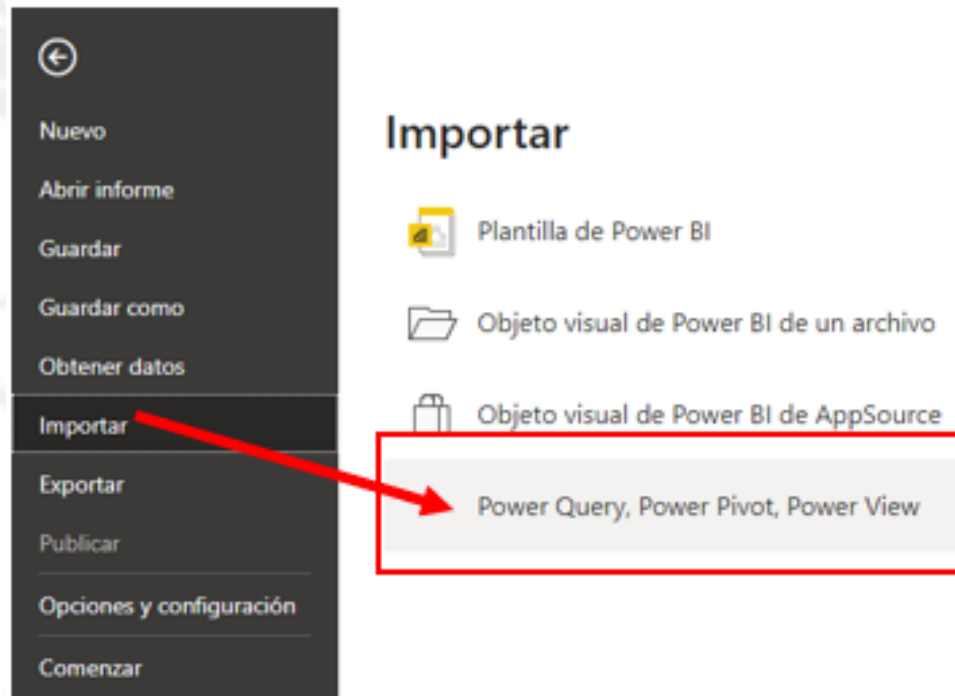 Nuevo
Abrir informe
Guardar
Guardar como
Obtener datos
Importar
Exportar
Publicar
Opciones y configuración
Comenzar
Importar
Plantilla de Power BI
Objeto visual de Power BI de un archivo
Objeto visual de Power BI de AppSource
Power Query, Power Pivot, Power View